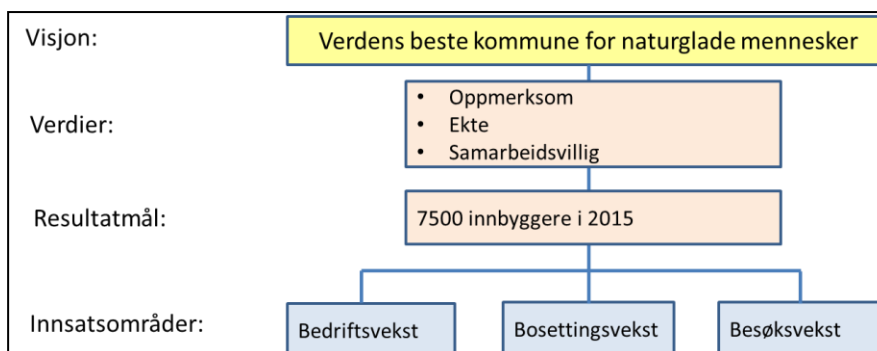 Visjon:
Verdens beste kommune for naturglade mennesker
Verdier:
• Oppmerksom
• Ekte
• Samarbeidsvillig
Resultatmål:
7500 innbyggere i 2015
Innsatsområder:
Bedriftsvekst
Bosettingsvekst
Besøksvekst